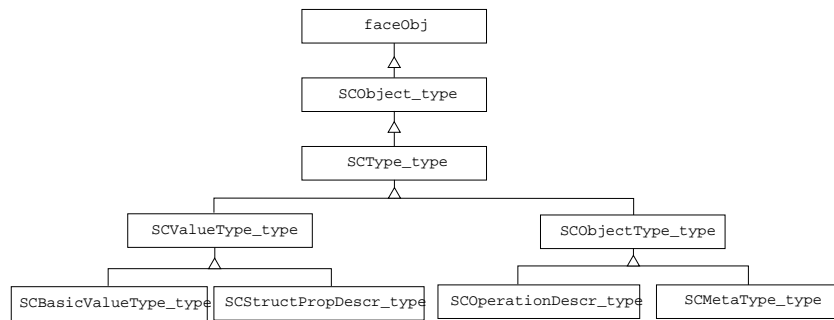 faceObj
SCObject_type
SCType_type
SCValueType_type
SCObjectType_type
SCBasicValueType_type
SCStructPropDescr_type
SCOperationDescr_type
SCMetaType_type